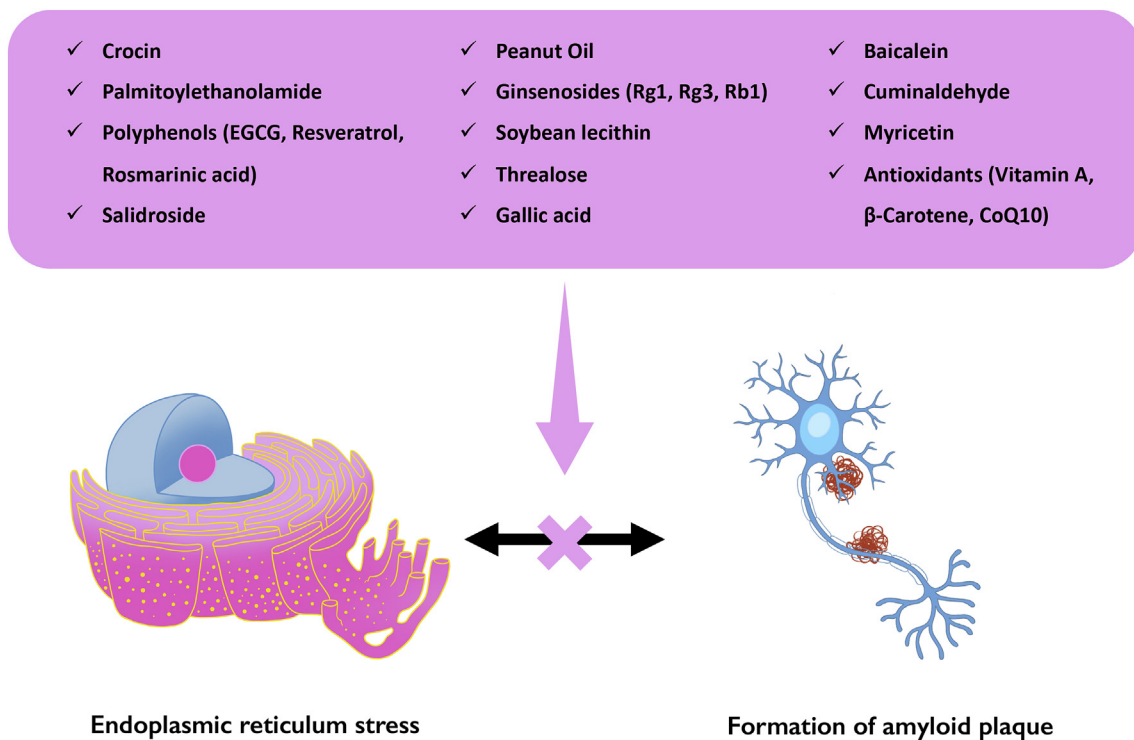 ✓ Crocin
✓ Palmitoylethanolamide
✓ Polyphenols (EGCG, Resveratrol,
Rosmarinic acid)
✓ Salidroside
✓ Peanut Oil
✓ Ginsenosides (Rg1, Rg3, Rb1)
✓ Soybean lecithin
✓ Threalose
✓ Gallic acid
✓ Baicalein
✓ Cuminaldehyde
✓ Myricetin
✓ Antioxidants (Vitamin A,
β-Carotene, CoQ10)
Endoplasmic reticulum stress
Formation of amyloid plaque